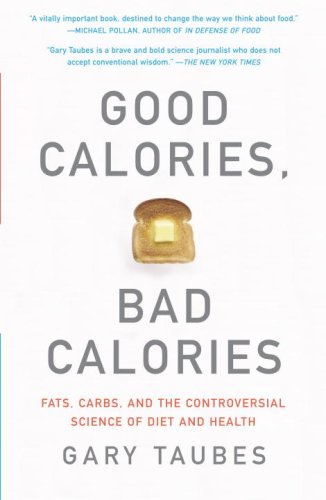 "A vitally important book, destined to change the way we think about food."
—MICHAEL POLLAN, AUTHOR OF IN DEFENSE OF FOOD
"Gary Taubes is a brave and bold science journalist who does not
accept conventional wisdom." —THE NEW YORK TIMES
GOOD
CALORIES,
BAD
CALORIES
FATS, CARBS, AND THE CONTROVERSIAL
SCIENCE OF DIET AND HEALTH
GARY TAUBES